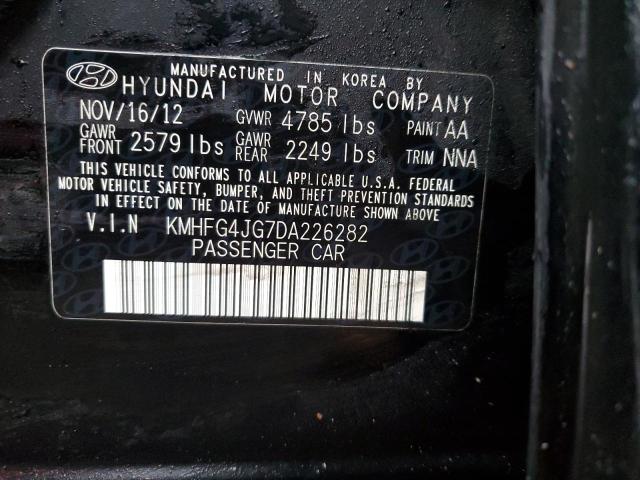 MANUFACTURED IN KOREA BY
HYUNDAI MOTOR COMPANY
NOV/16/12 GVWR 4785 lbs PAINT AA
GAWR FRONT 2579 lbs GAWR REAR 2249 lbs TRIM NNA
THIS VEHICLE CONFORMS TO ALL APPLICABLE U.S.A. FEDERAL
MOTOR VEHICLE SAFETY, BUMPER, AND THEFT PREVENTION STANDARDS
IN EFFECT ON THE DATE OF MANUFACTURE SHOWN ABOVE.
V.I.N KMHFG4JG7DA226282
PASSENGER CAR